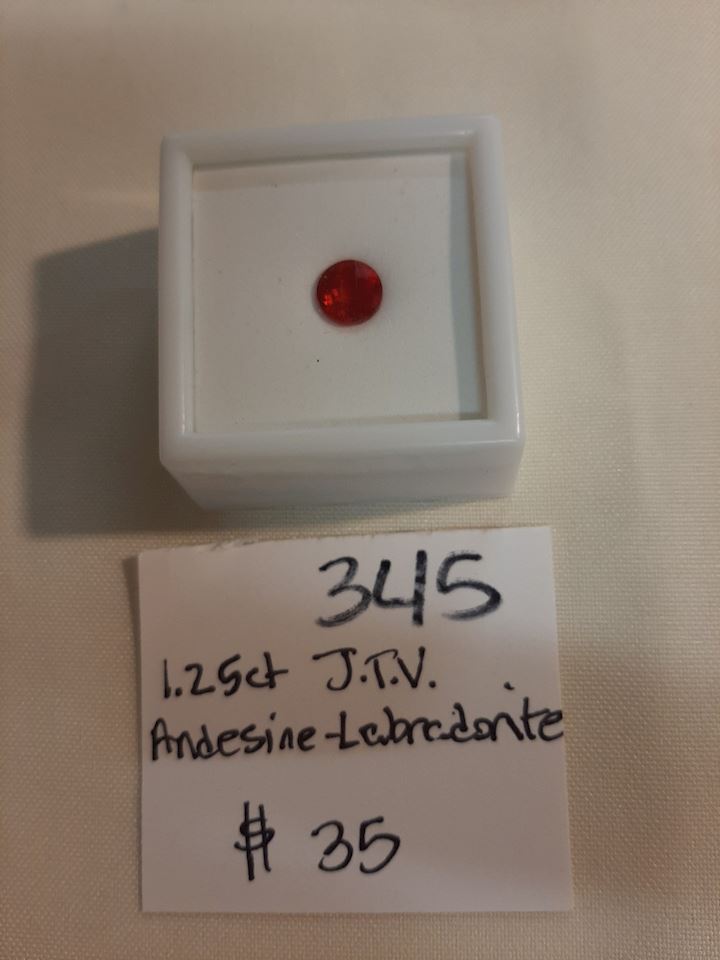 345
1.25ct J.T.V.
Andesine-Labradorite
$ 35